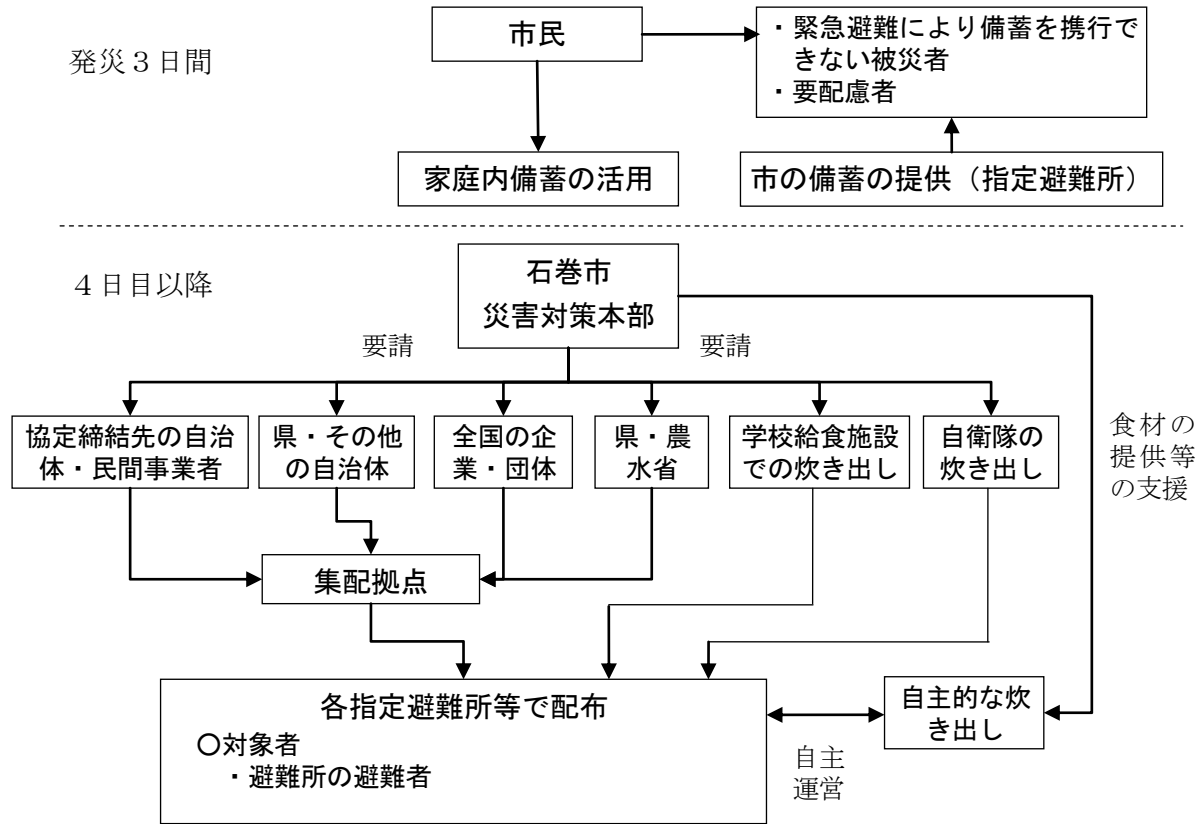 発災３日間
市民
・緊急避難により備蓄を携行で
きない被災者
・要配慮者
家庭内備蓄の活用
市の備蓄の提供（指定避難所）
４日目以降
石巻市
災害対策本部
要請
要請
協定締結先の自治
体・民間事業者
県・その他
の自治体
全国の企
業・団体
県・農
水省
学校給食施設
での炊き出し
自衛隊の
炊き出し
食材の
提供等
の支援
集配拠点
各指定避難所等で配布
〇対象者
・避難所の避難者
自主的な炊
き出し
自主
運営